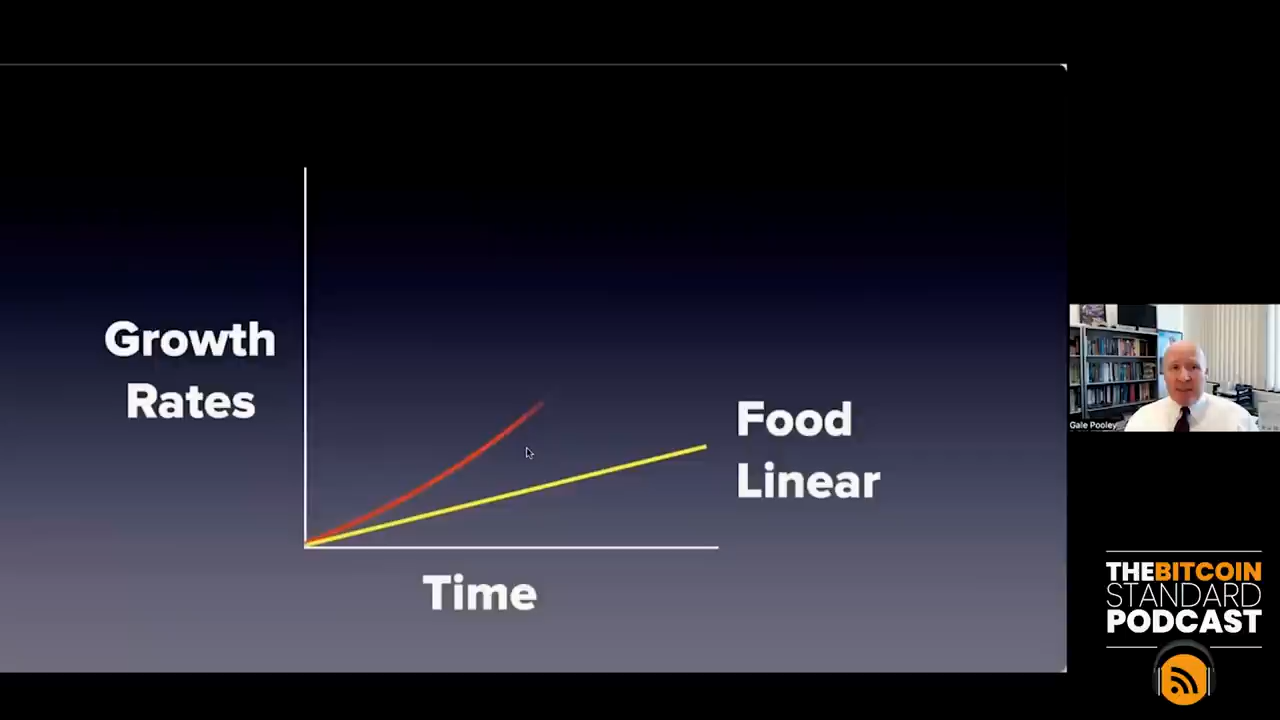 Growth
Rates
Food
Linear
Time
Gale Pooley
THEBITCOIN
STANDARD
PODCAST